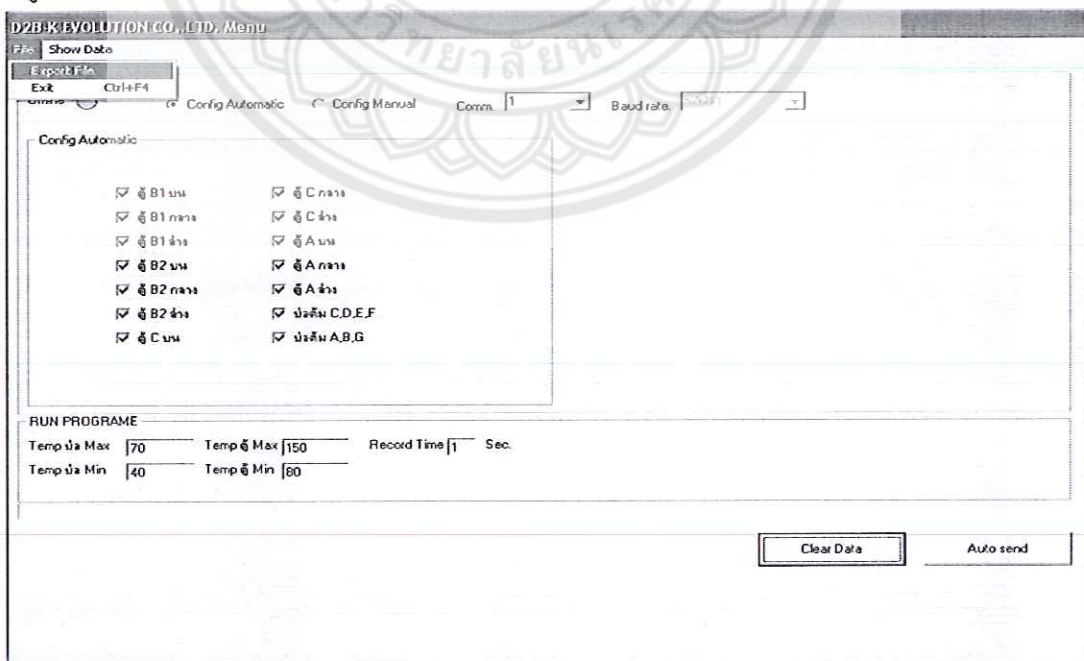 D2B-K EVOLUTION CO., LTD. Menu
File Show Data
Export File
Exit Ctrl+F4
Config Automatic Config Manual Comm. 1 Baud rate.
Config Automatic
ตู้ B1 บน ตู้ C กลาง
ตู้ B1 กลาง ตู้ C ล่าง
ตู้ B1 ล่าง ตู้ A บน
ตู้ B2 บน ตู้ A กลาง
ตู้ B2 กลาง ตู้ A ล่าง
ตู้ B2 ล่าง บ่อต้ม C,D,E,F
ตู้ C บน บ่อต้ม A,B,G
RUN PROGRAME
Temp บ่อ Max 70 Temp ตู้ Max 150 Record Time 1 Sec.
Temp บ่อ Min 40 Temp ตู้ Min 80
Clear Data Auto send